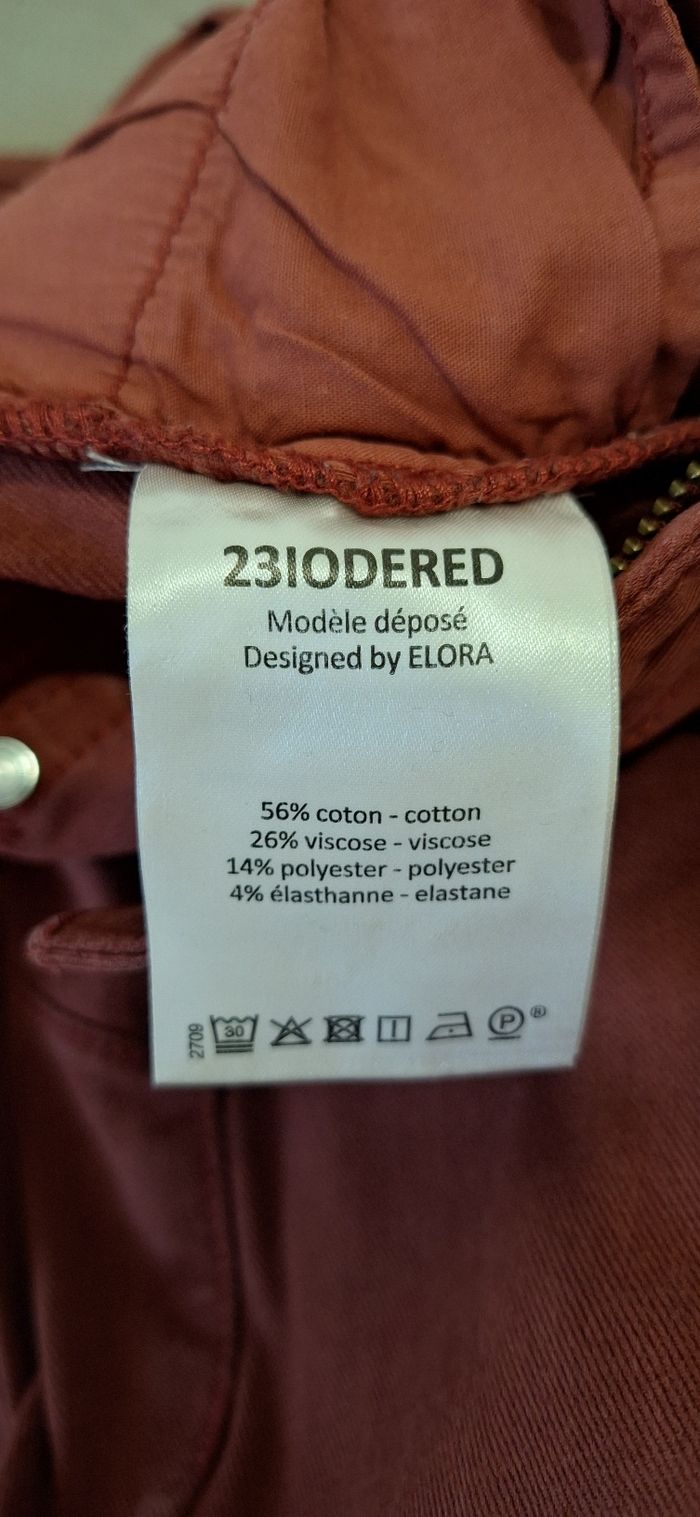 23IODERED
Modèle déposé
Designed by ELORA
56% coton - cotton
26% viscose - viscose
14% polyester - polyester
4% élasthanne - elastane
2709
30
P ®